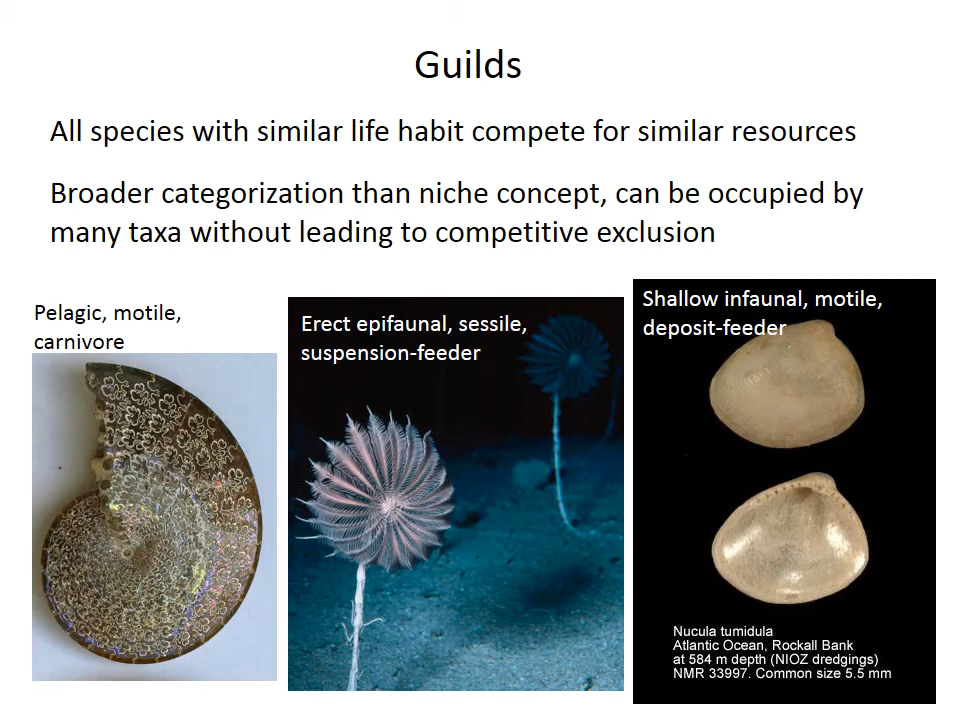 Guilds
All species with similar life habit compete for similar resources
Broader categorization than niche concept, can be occupied by
many taxa without leading to competitive exclusion
Pelagic, motile,
carnivore
Erect epifaunal, sessile,
suspension-feeder
Shallow infaunal, motile,
deposit-feeder
Nucula tumidula
Atlantic Ocean, Rockall Bank
at 584 m depth (NIOZ dredgings)
NMR 33997. Common size 5.5 mm